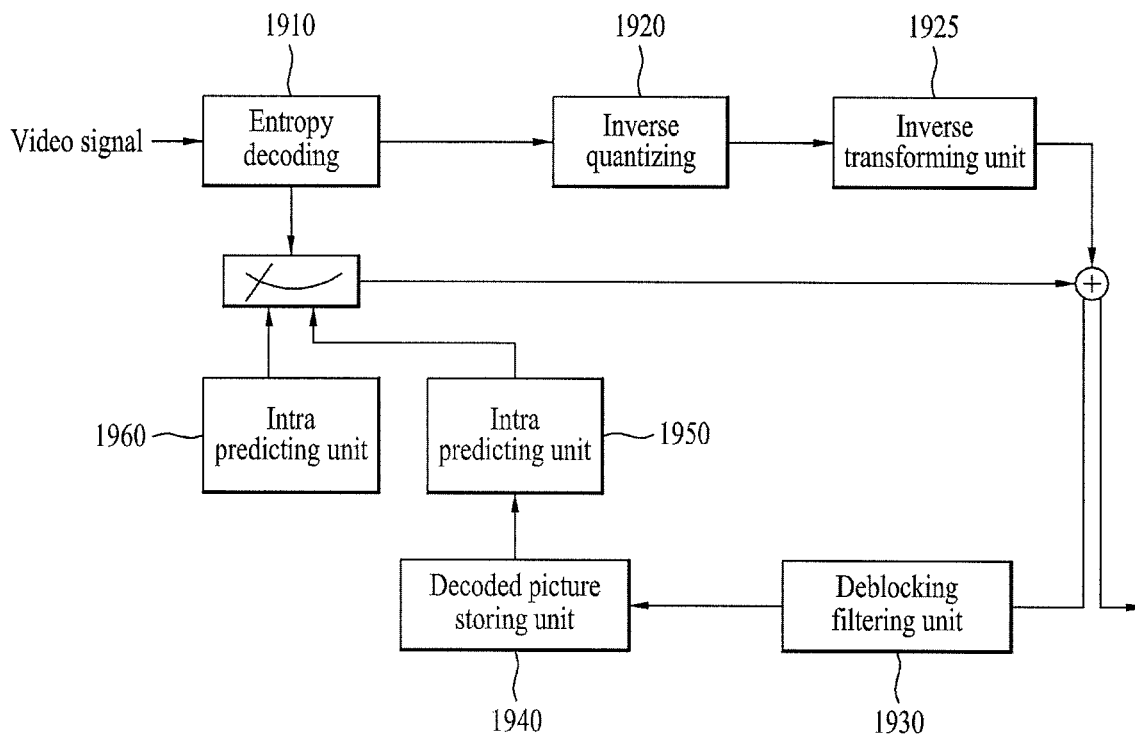 1910
1920
1925
Video signal
Entropy
decoding
Inverse
quantizing
Inverse
transforming unit
+
1960
Intra
predicting unit
Intra
predicting unit
1950
Decoded picture
storing unit
Deblocking
filtering unit
1940
1930